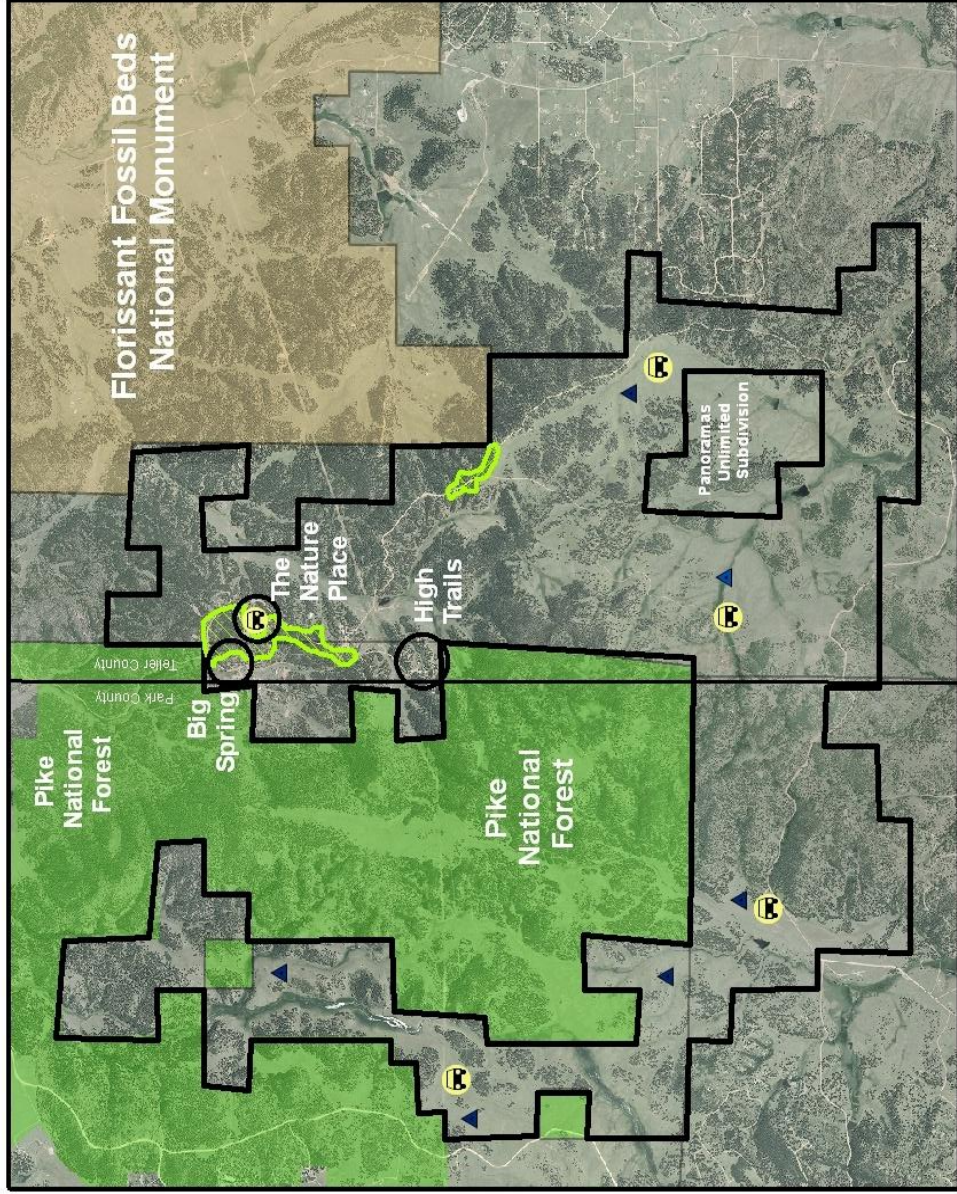 Florissant Fossil Beds
National Monument
The
Nature
Place
High
Trails
Panoramas
Unlimited
Subdivision
Teller County
Park County
Big
Spring
Pike
National
Forest
Pike
National
Forest